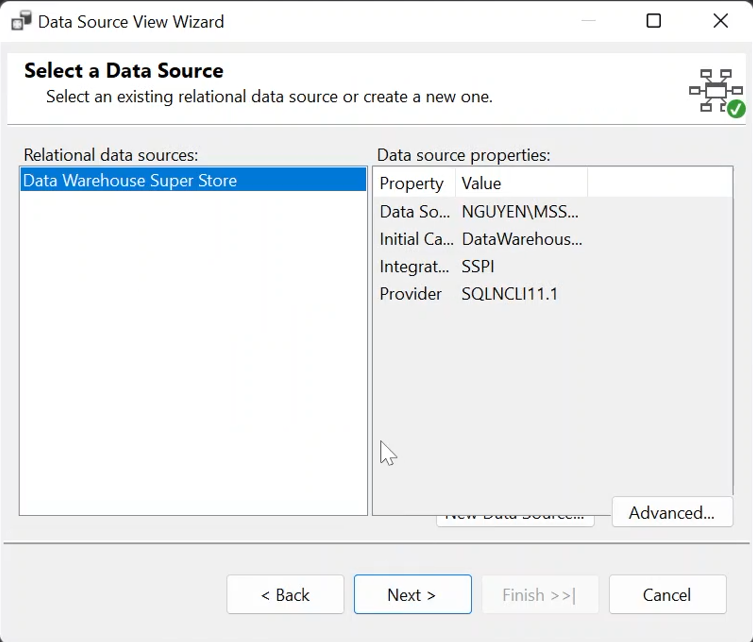 Data Source View Wizard
Select a Data Source
Select an existing relational data source or create a new one.
Relational data sources:
Data Warehouse Super Store
Data source properties:
Property Value
Data So... NGUYEN\MSS...
Initial Ca... DataWarehous...
Integrat... SSPI
Provider SQLNCLI11.1
New Data Source...
Advanced...
< Back
Next >
Finish >>|
Cancel